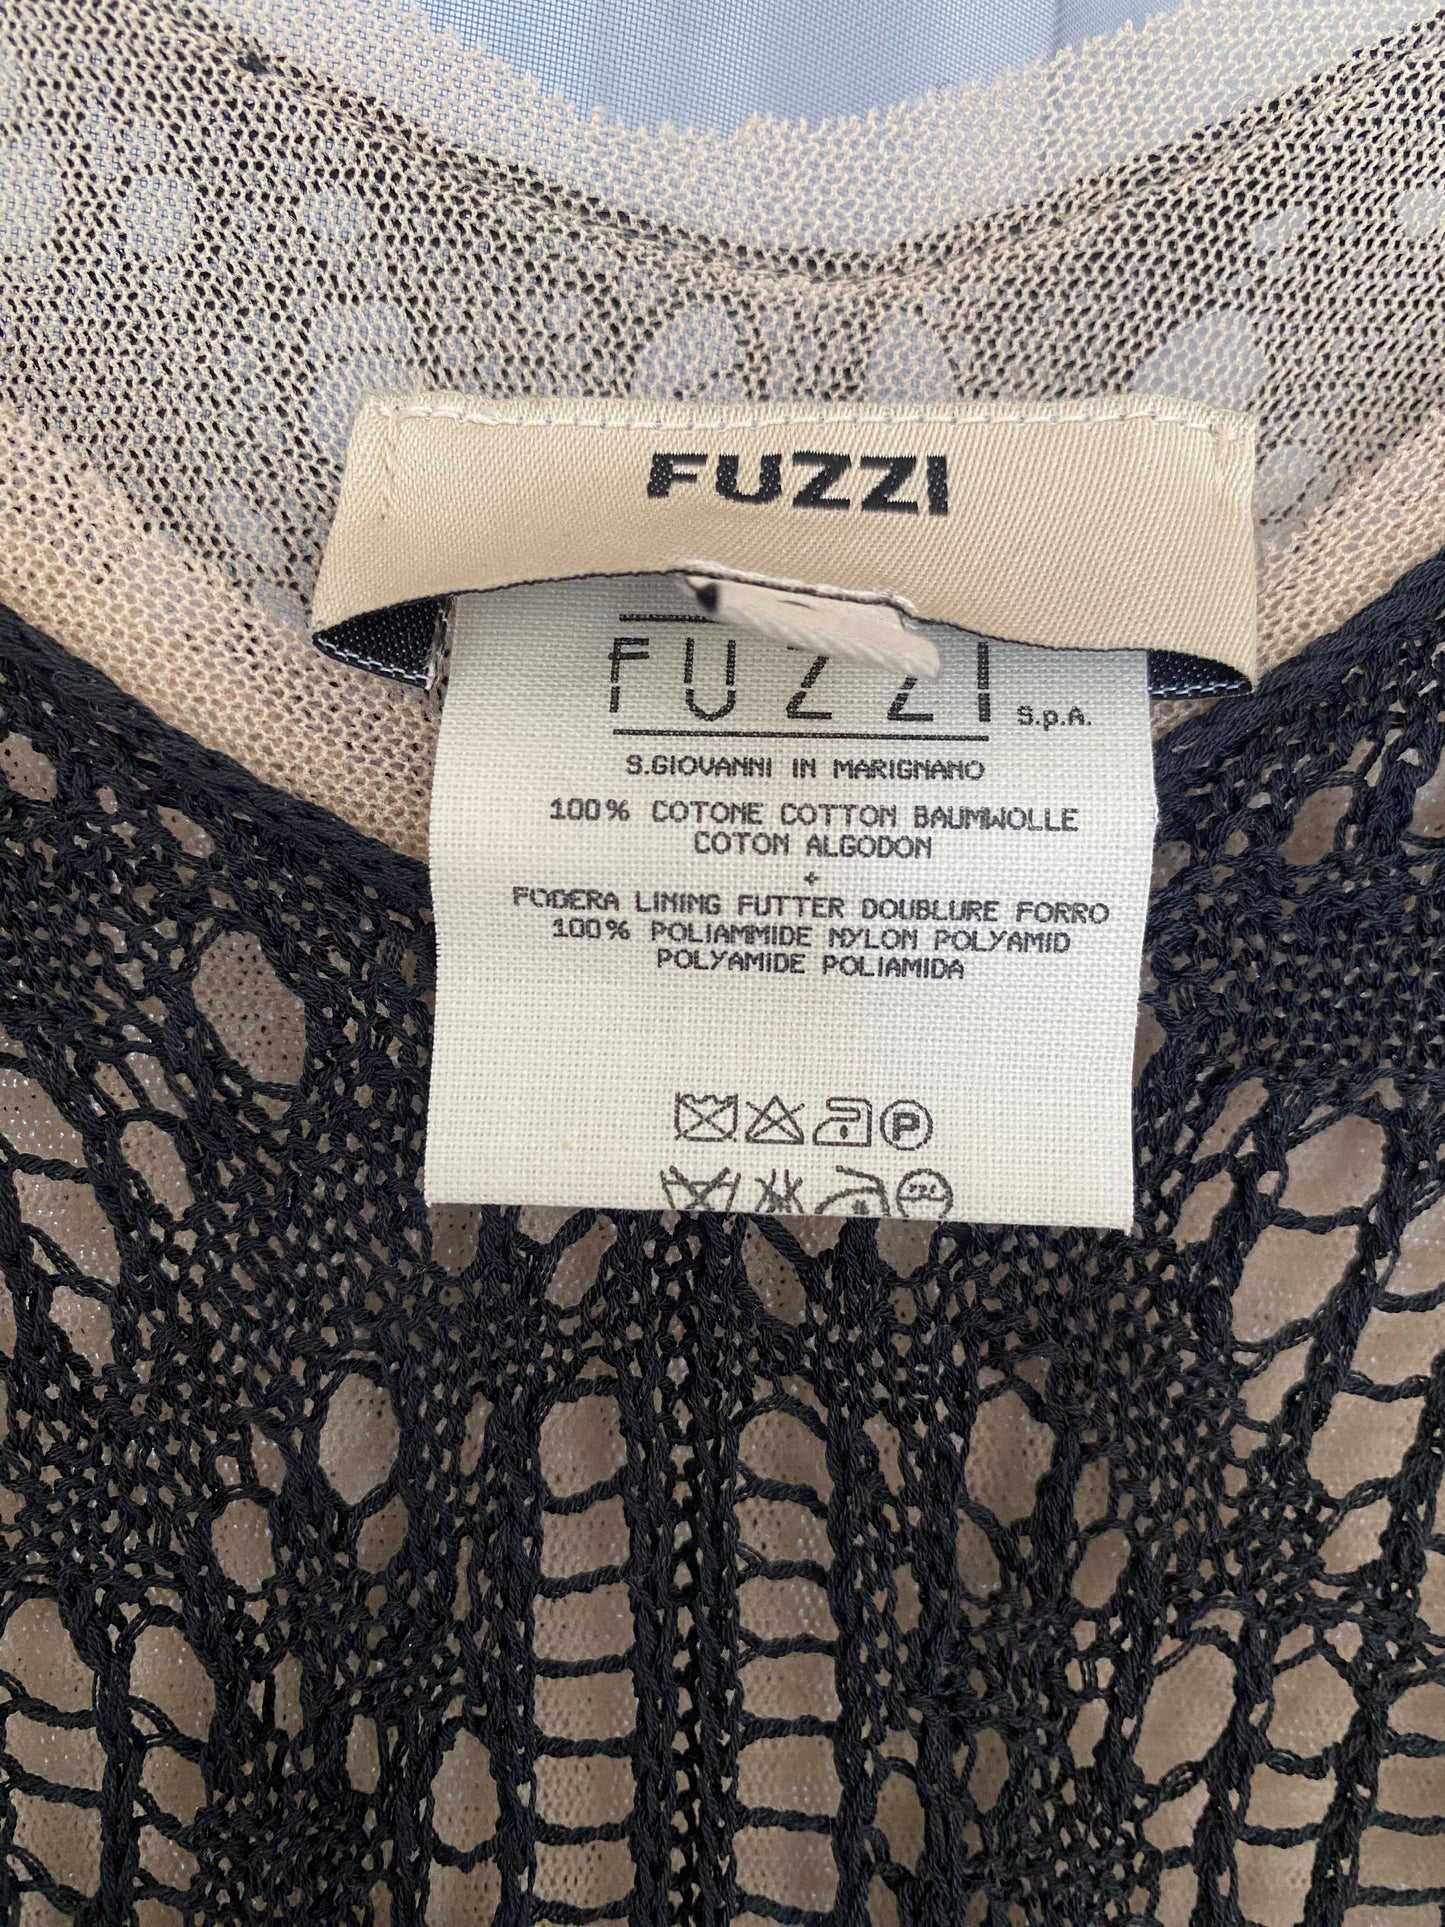 FUZZI
FUZZI S.p.A.
S.GIOVANNI IN MARIGNANO
100% COTONE COTTON BAUMWOLLE
COTON ALGODON
+
FODERA LINING FUTTER DOUBLURE FORRO
100% POLIAMMIDE NYLON POLYAMID
POLYAMIDE POLIAMIDA
P